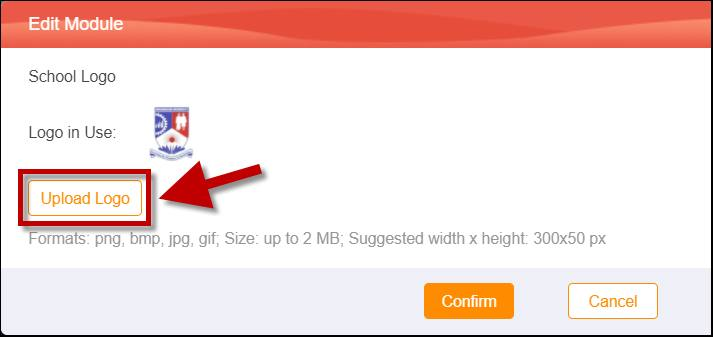 Edit Module
School Logo
Logo in Use:
Upload Logo
Formats: png, bmp, jpg, gif; Size: up to 2 MB; Suggested width x height: 300x50 px
Confirm
Cancel